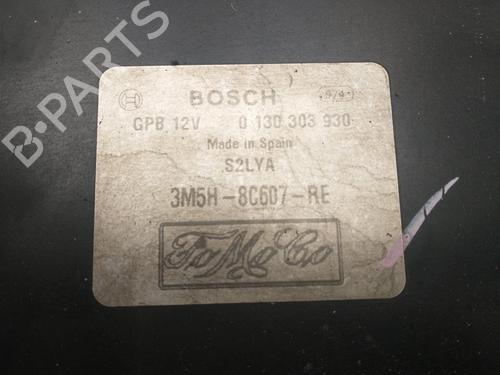 B-PARTS
BOSCH
GPB 12V 0 130 303 930
Made in Spain
S2LYA
3M5H-8C607-RE
FoMoCo